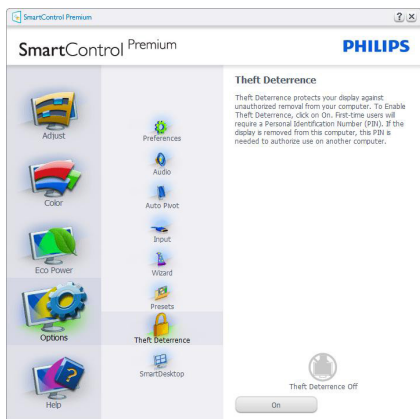 SmartControl Premium
? X
SmartControl Premium
PHILIPS
Adjust
Color
Eco Power
Options
Help
Preferences
Audio
Auto Pivot
Input
Wizard
Presets
Theft Deterrence
SmartDesktop
Theft Deterrence
Theft Deterrence protects your display against
unauthorized removal from your computer. To Enable
Theft Deterrence, click on On. First-time users will
require a Personal Identification Number (PIN). If the
display is removed from this computer, this PIN is
needed to authorize use on another computer.
Theft Deterrence Off
On